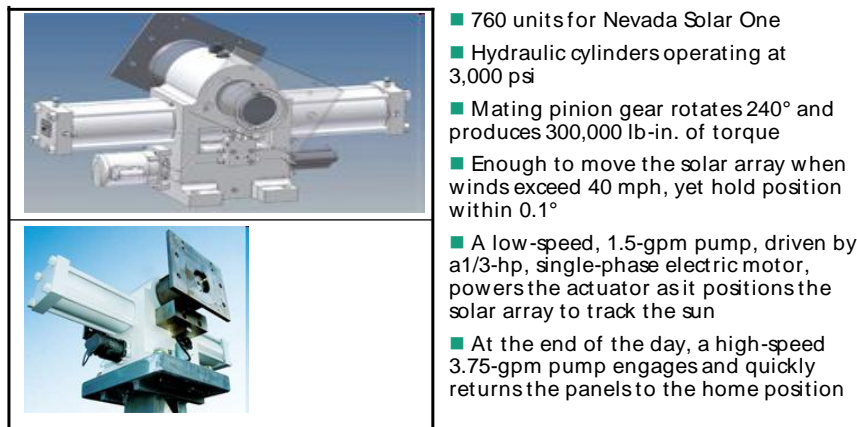 ■ 760 units for Nevada Solar One
■ Hydraulic cylinders operating at
3,000 psi
■ Mating pinion gear rotates 240° and
produces 300,000 lb-in. of torque
■ Enough to move the solar array when
winds exceed 40 mph, yet hold position
within 0.1°
■ A low-speed, 1.5-gpm pump, driven by
a1/3-hp, single-phase electric motor,
powers the actuator as it positions the
solar array to track the sun
■ At the end of the day, a high-speed
3.75-gpm pump engages and quickly
returns the panels to the home position